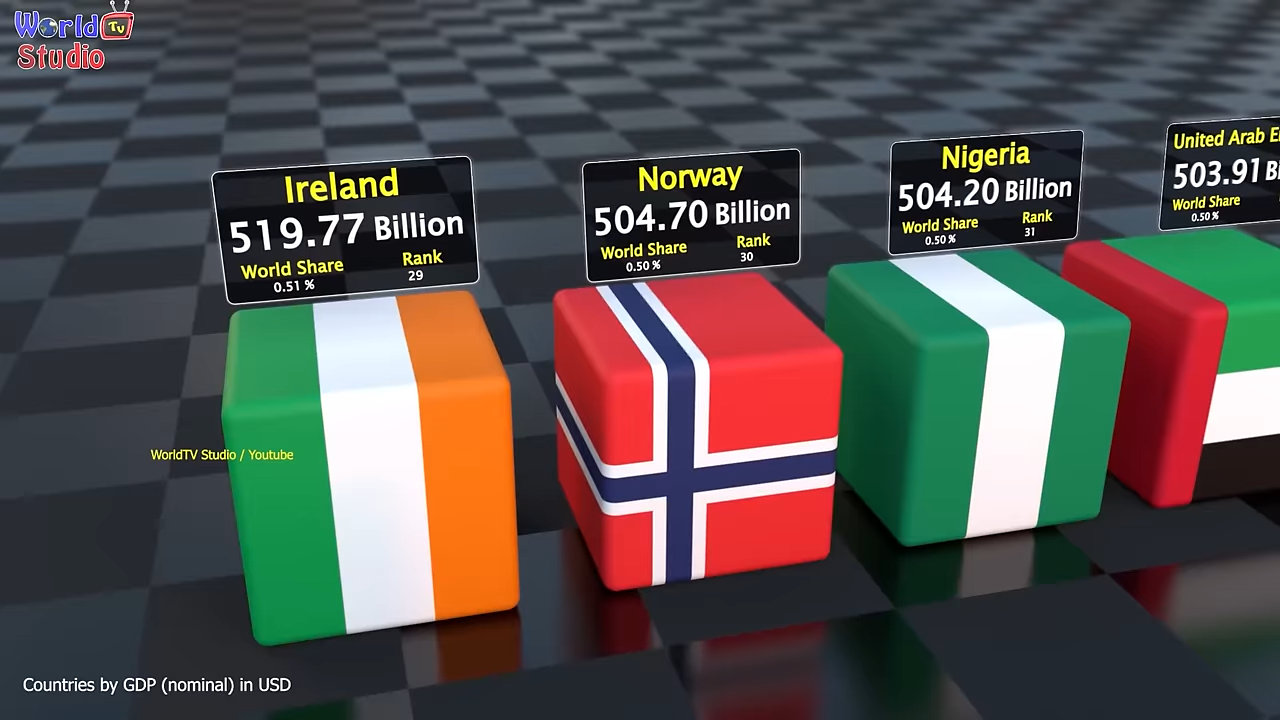 World Tv
Studio
Ireland
519.77 Billion
World Share Rank
0.51 % 29
Norway
504.70 Billion
World Share Rank
0.50 % 30
Nigeria
504.20 Billion
World Share Rank
0.50 % 31
United Arab E
503.91 Bi
World Share
0.50 %
WorldTV Studio / Youtube
Countries by GDP (nominal) in USD